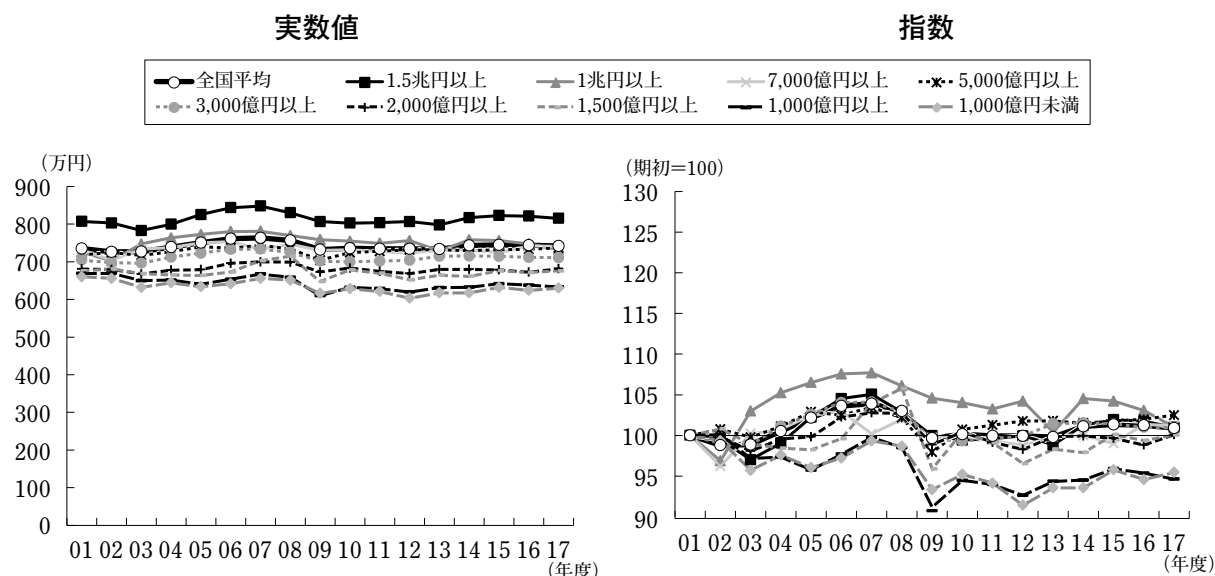 実数値
指数
全国平均 1.5兆円以上 1兆円以上 7,000億円以上 5,000億円以上
3,000億円以上 2,000億円以上 1,500億円以上 1,000億円以上 1,000億円未満
(万円)
900
800
700
600
500
400
300
200
100
0
01 02 03 04 05 06 07 08 09 10 11 12 13 14 15 16 17
(年度)
(期初=100)
130
125
120
115
110
105
100
95
90
01 02 03 04 05 06 07 08 09 10 11 12 13 14 15 16 17
(年度)